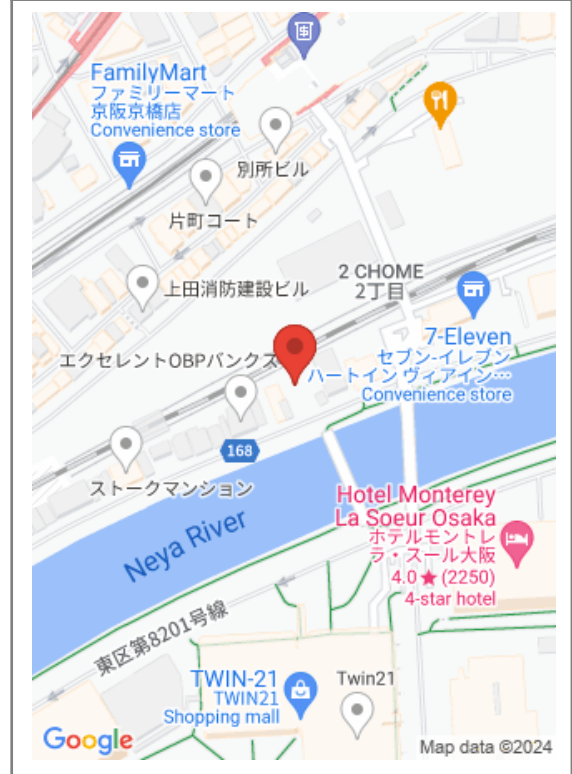 FamilyMart
ファミリーマート
京阪京橋店
Convenience store
別所ビル
片町コート
上田消防建設ビル
2 CHOME
2丁目
7-Eleven
セブン-イレブン
ハートイン ヴィアイン…
Convenience store
エクセレントOBPバンクス
168
ストークマンション
Neya River
Hotel Monterey
La Soeur Osaka
ホテルモントレ
ラ・スール大阪
4.0★(2250)
4-star hotel
東区第8201号線
TWIN-21
TWIN21
Shopping mall
Twin21
Google
Map data ©2024